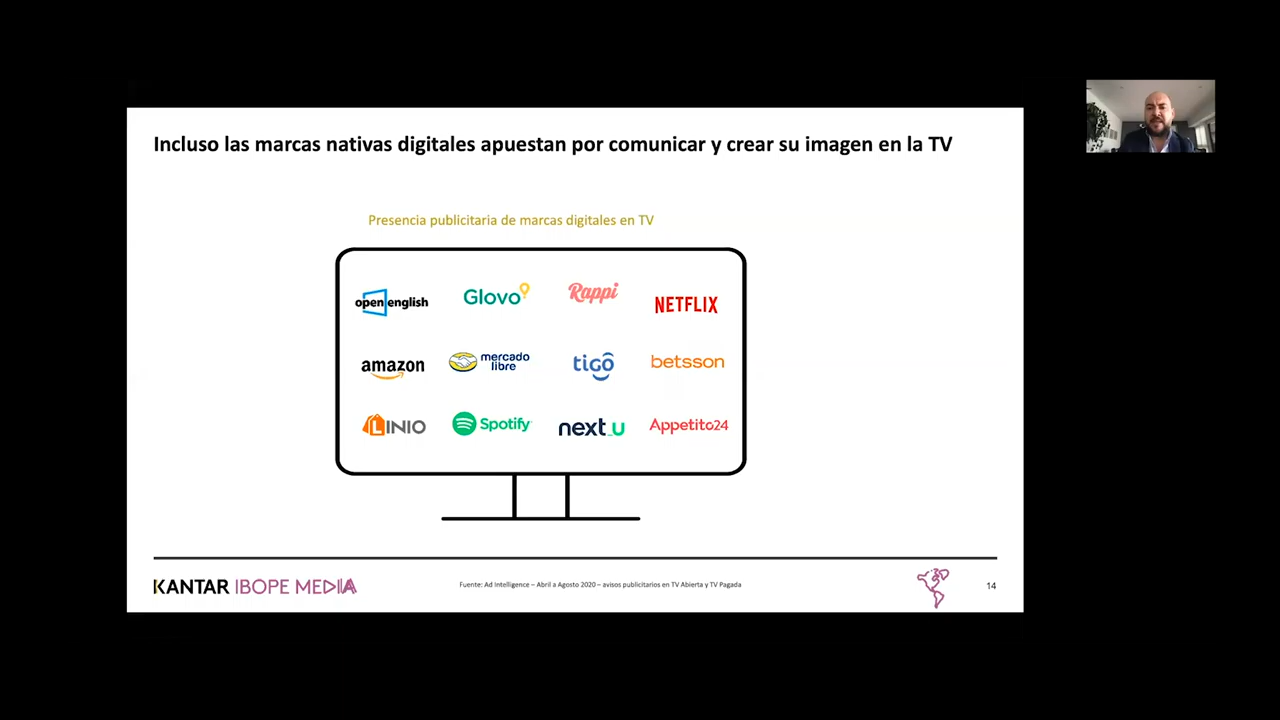 Incluso las marcas nativas digitales apuestan por comunicar y crear su imagen en la TV
Presencia publicitaria de marcas digitales en TV
open english
Glovo
Rappi
NETFLIX
amazon
mercado
libre
tigo
betsson
LINIO
Spotify
next_u
Appetito24
KANTAR IBOPE MEDIA
Fuente: Ad Intelligence – Abril a Agosto 2020 – avisos publicitarios en TV Abierta y TV Pagada
14